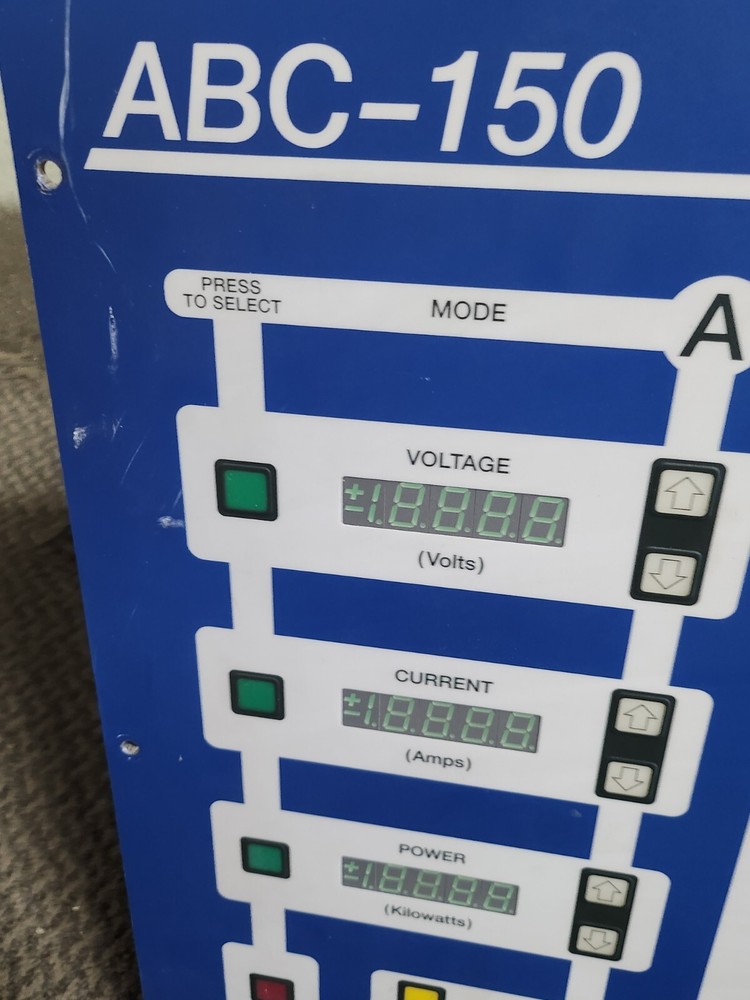 ABC-150
PRESS
TO SELECT
MODE
A
VOLTAGE
±1.8.8.8.8.
(Volts)
CURRENT
±1.8.8.8.8.
(Amps)
POWER
±1.8.8.8.8.
(Kilowatts)